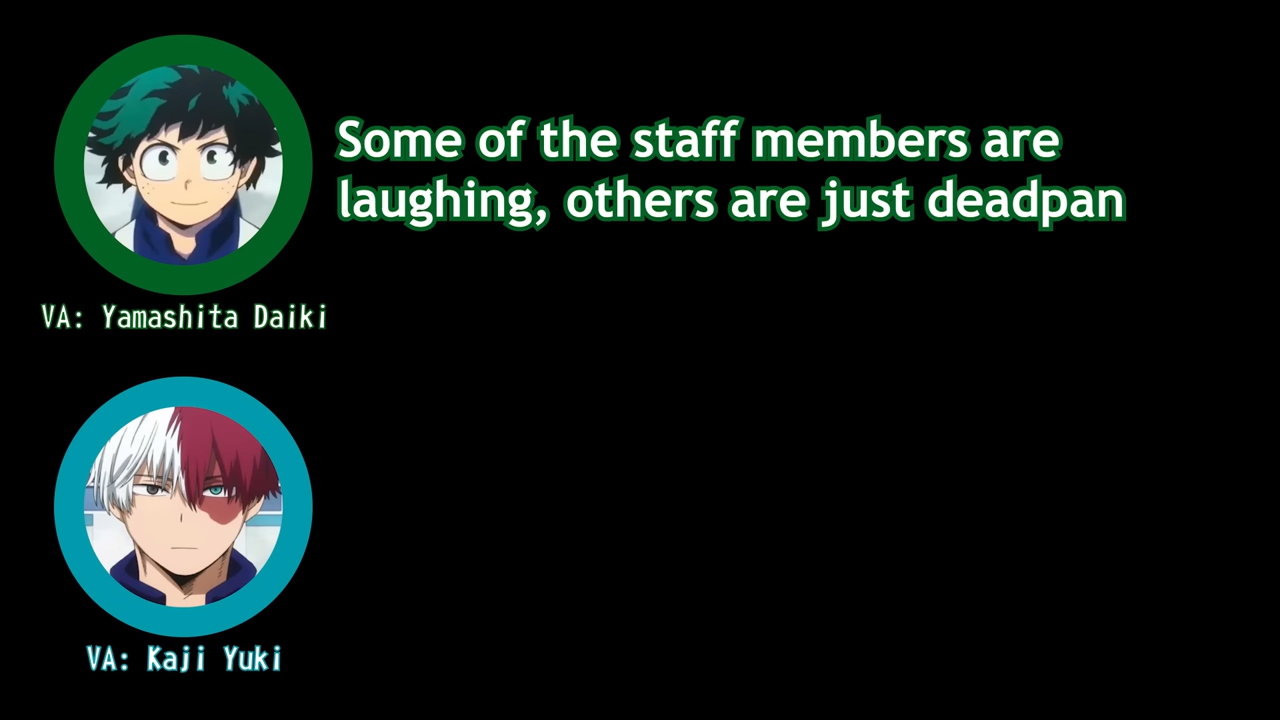 Some of the staff members are
laughing, others are just deadpan
VA: Yamashita Daiki
VA: Kaji Yuki